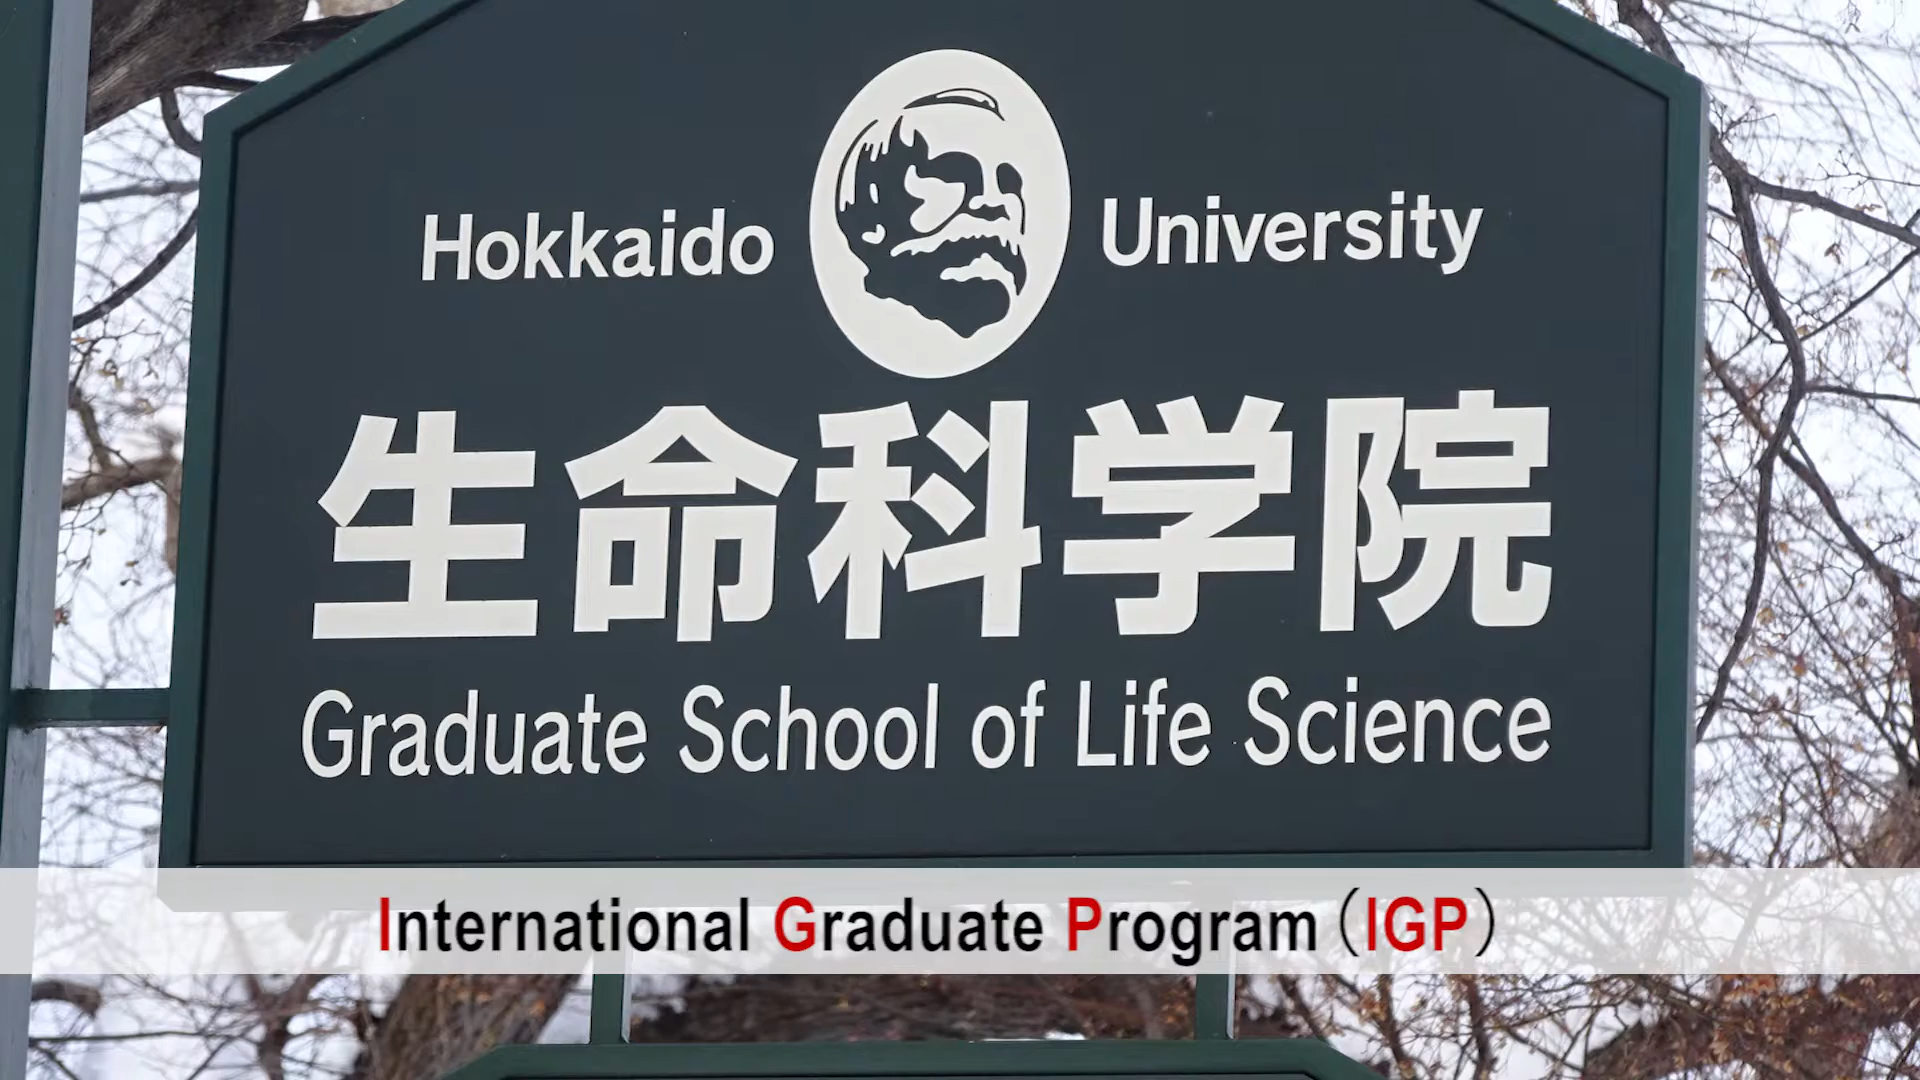 Hokkaido University
生命科学院
Graduate School of Life Science
International Graduate Program（IGP）